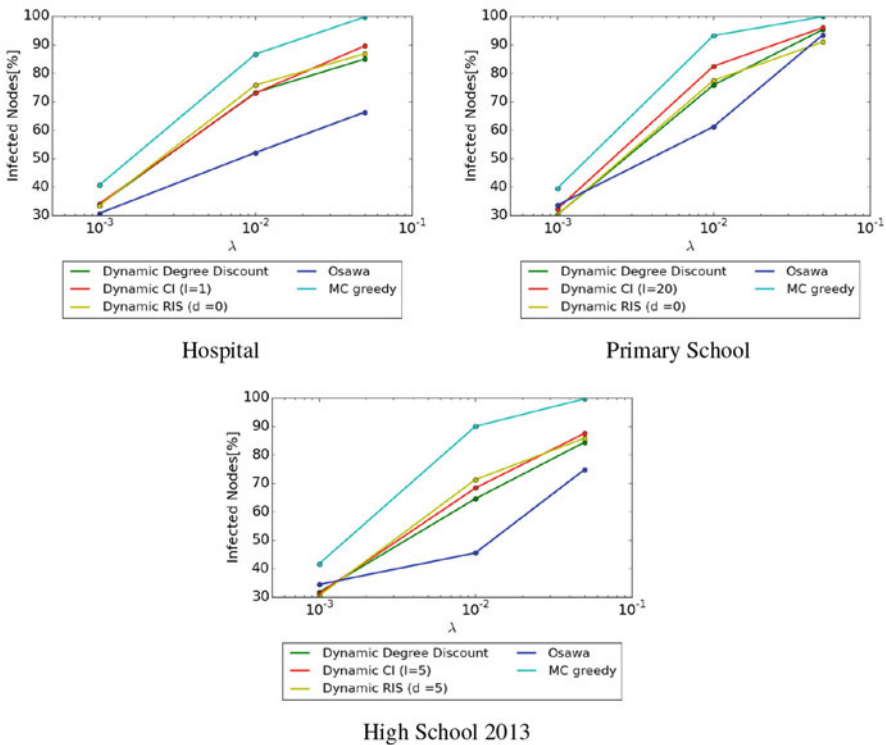 100
90
80
70
60
50
40
30
Infected Nodes[%]
10⁻³ 10⁻² 10⁻¹
λ
Dynamic Degree Discount
Dynamic CI (l=1)
Dynamic RIS (d =0)
Osawa
MC greedy
Hospital
100
90
80
70
60
50
40
30
Infected Nodes[%]
10⁻³ 10⁻² 10⁻¹
λ
Dynamic Degree Discount
Dynamic CI (l=20)
Dynamic RIS (d =0)
Osawa
MC greedy
Primary School
100
90
80
70
60
50
40
30
Infected Nodes[%]
10⁻³ 10⁻² 10⁻¹
λ
Dynamic Degree Discount
Dynamic CI (l=5)
Dynamic RIS (d =5)
Osawa
MC greedy
High School 2013